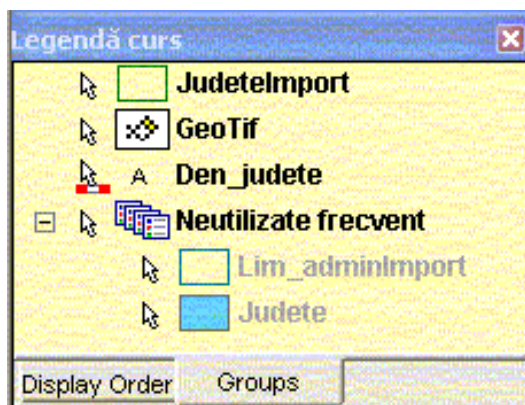 Legendă curs
JudeteImport
GeoTif
A Den_judete
Neutilizate frecvent
Lim_adminImport
Judete
Display Order Groups